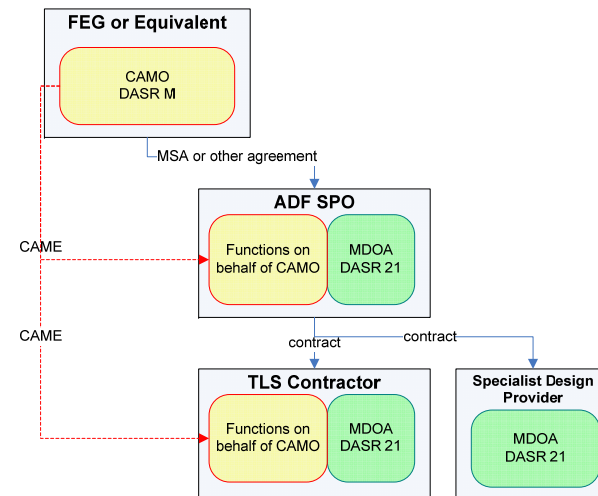 FEG or Equivalent
CAMO
DASR M
MSA or other agreement
ADF SPO
Functions on
behalf of CAMO
MDOA
DASR 21
CAME
CAME
contract
contract
TLS Contractor
Functions on
behalf of CAMO
MDOA
DASR 21
Specialist Design
Provider
MDOA
DASR 21